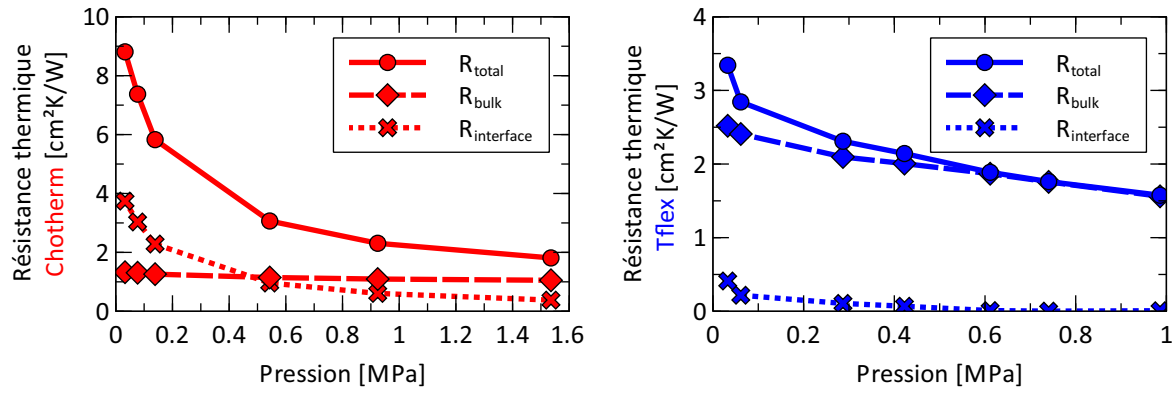 Résistance thermique
Chotherm [cm²K/W]
10
8
6
4
2
0
0 0.2 0.4 0.6 0.8 1 1.2 1.4 1.6
Pression [MPa]
R_total
R_bulk
R_interface
Résistance thermique
Tflex [cm²K/W]
5
4
3
2
1
0
0 0.2 0.4 0.6 0.8 1
Pression [MPa]
R_total
R_bulk
R_interface